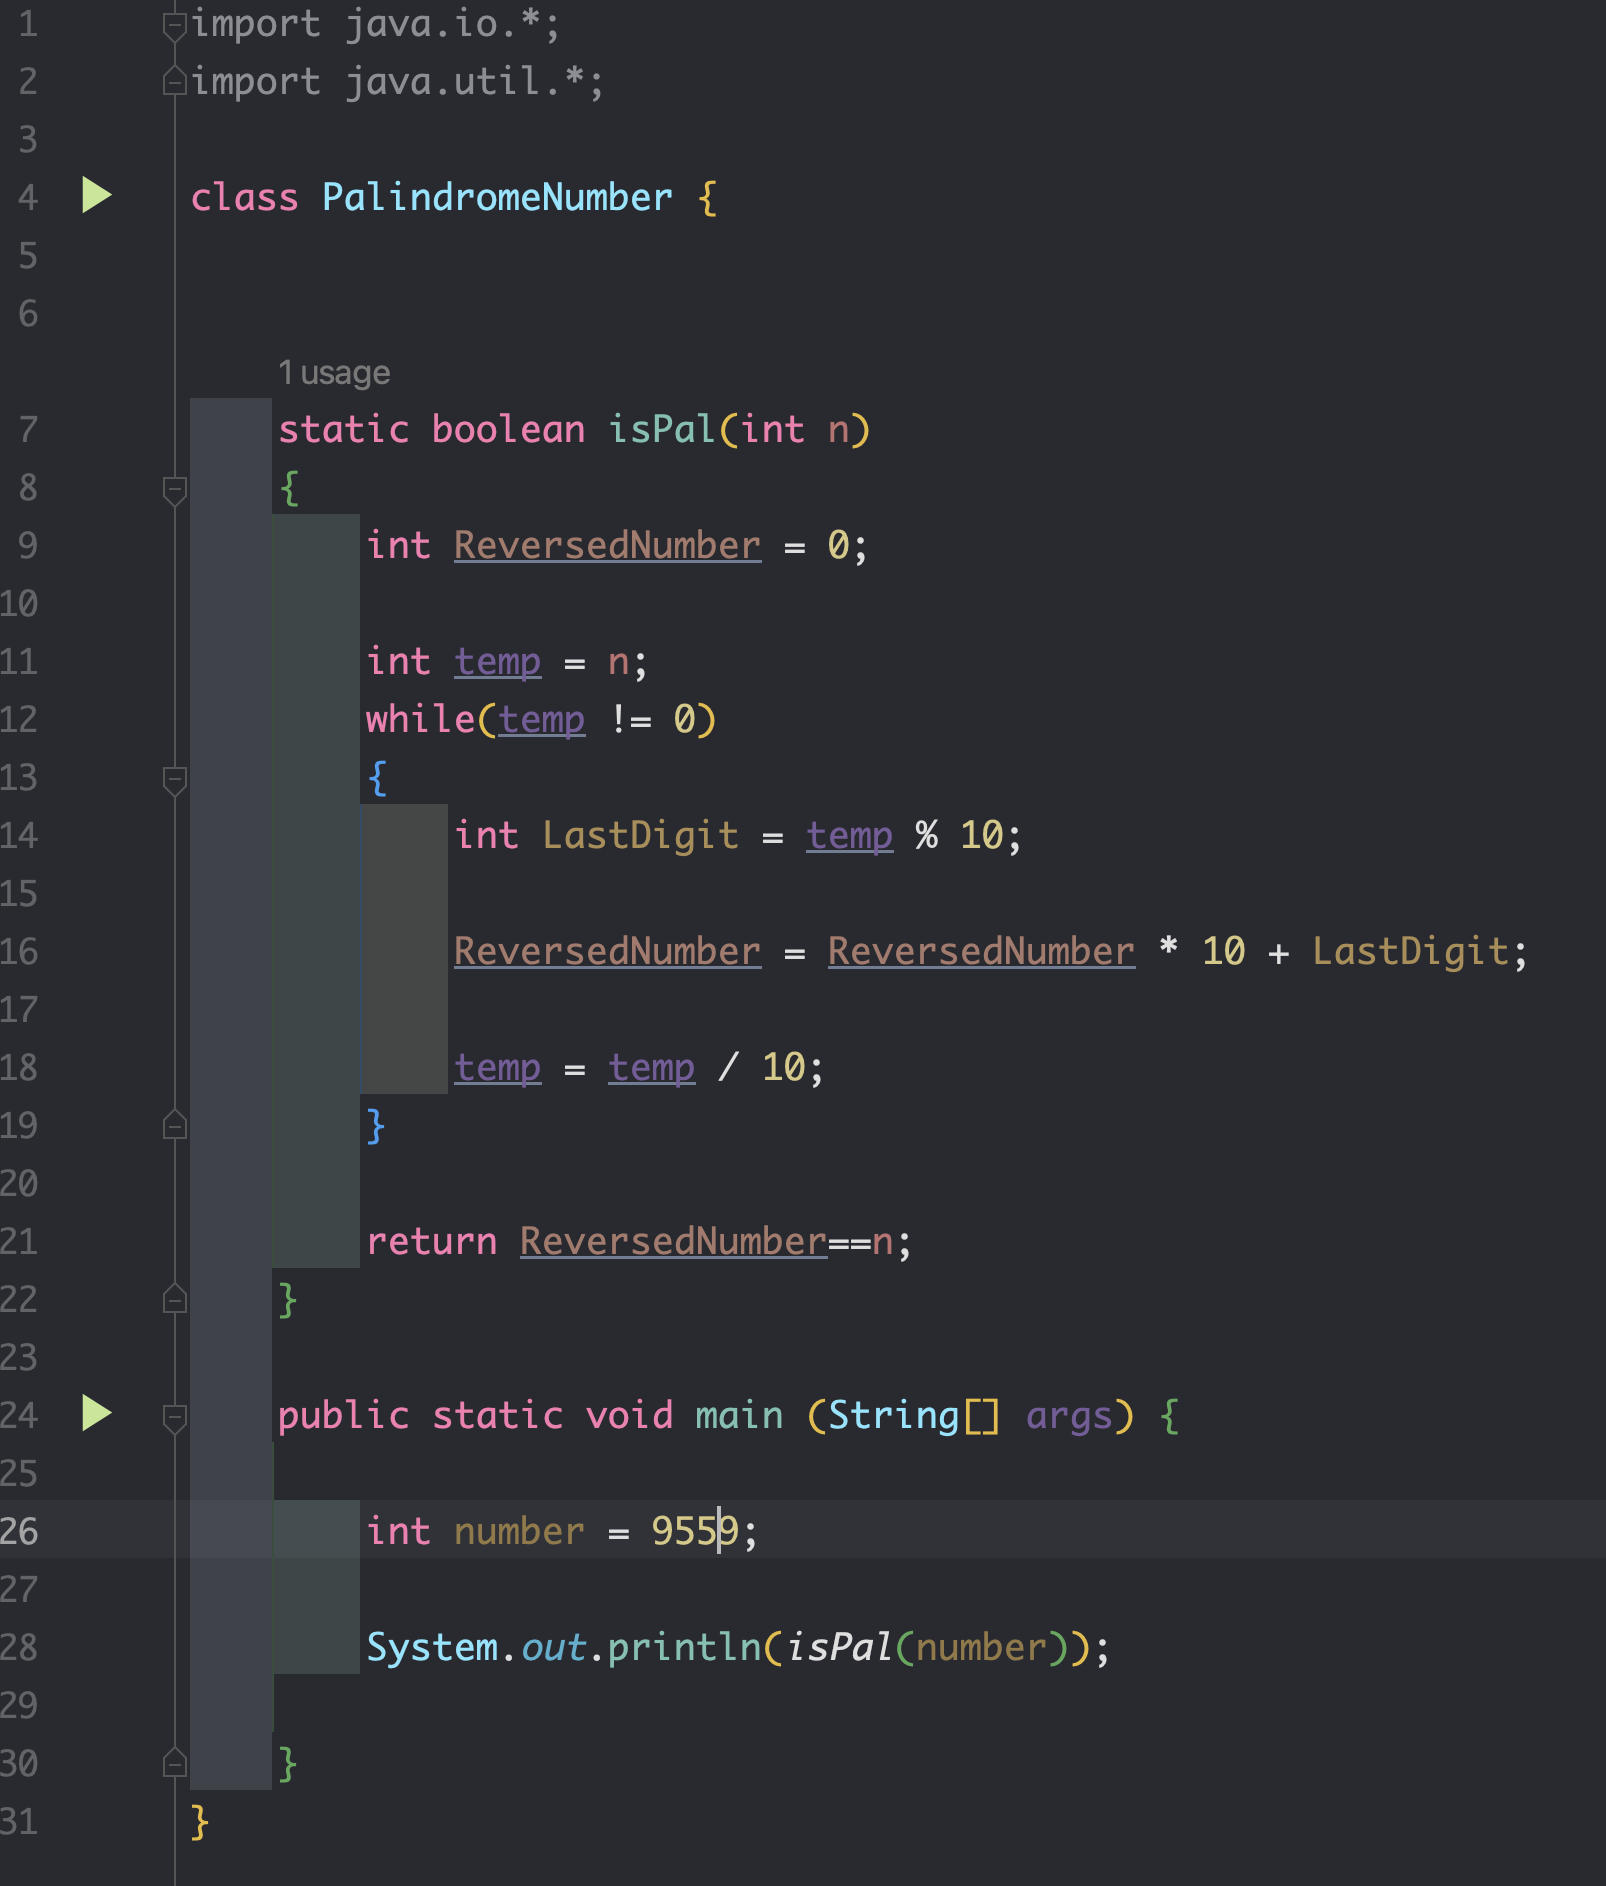 1 import java.io.*;
2 import java.util.*;
3
4 class PalindromeNumber {
5
6
1 usage
7 static boolean isPal(int n)
8 {
9 int ReversedNumber = 0;
10
11 int temp = n;
12 while(temp != 0)
13 {
14 int LastDigit = temp % 10;
15
16 ReversedNumber = ReversedNumber * 10 + LastDigit;
17
18 temp = temp / 10;
19 }
20
21 return ReversedNumber==n;
22 }
23
24 public static void main (String[] args) {
25
26 int number = 9559;
27
28 System.out.println(isPal(number));
29
30 }
31 }